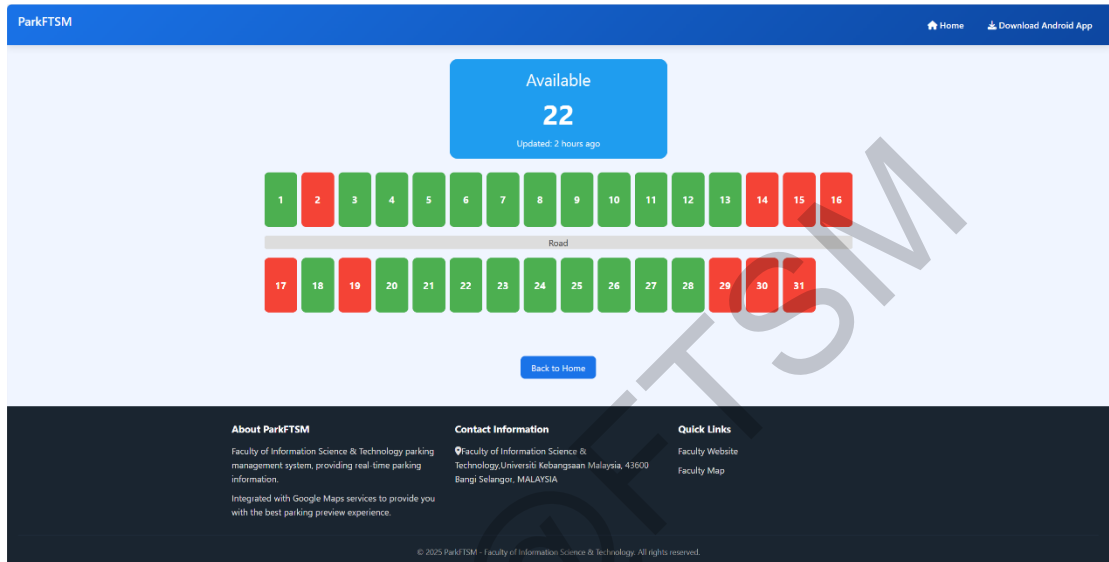 ParkFTSM
Home
Download Android App
Available
22
Updated: 2 hours ago
1 2 3 4 5 6 7 8 9 10 11 12 13 14 15 16
Road
17 18 19 20 21 22 23 24 25 26 27 28 29 30 31
Back to Home
About ParkFTSM
Faculty of Information Science & Technology parking
management system, providing real-time parking
information.
Integrated with Google Maps services to provide you
with the best parking preview experience.
Contact Information
Faculty of Information Science &
Technology,Universiti Kebangsaan Malaysia, 43600
Bangi Selangor, MALAYSIA
Quick Links
Faculty Website
Faculty Map
© 2025 ParkFTSM - Faculty of Information Science & Technology. All rights reserved.
@FTSM